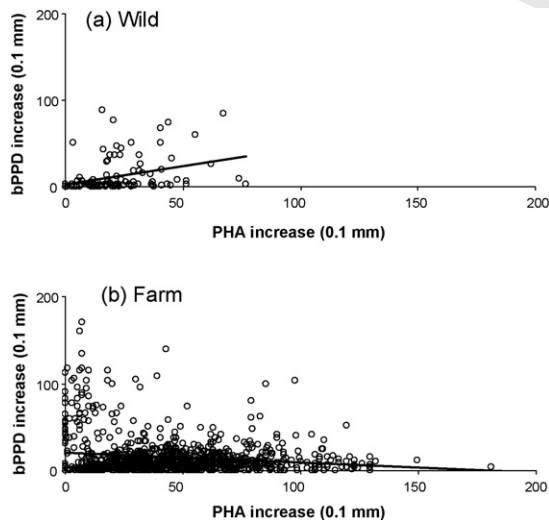 (a) Wild
bPPD increase (0.1 mm)
200
100
0
0 50 100 150 200
PHA increase (0.1 mm)
(b) Farm
bPPD increase (0.1 mm)
200
100
0
0 50 100 150 200
PHA increase (0.1 mm)